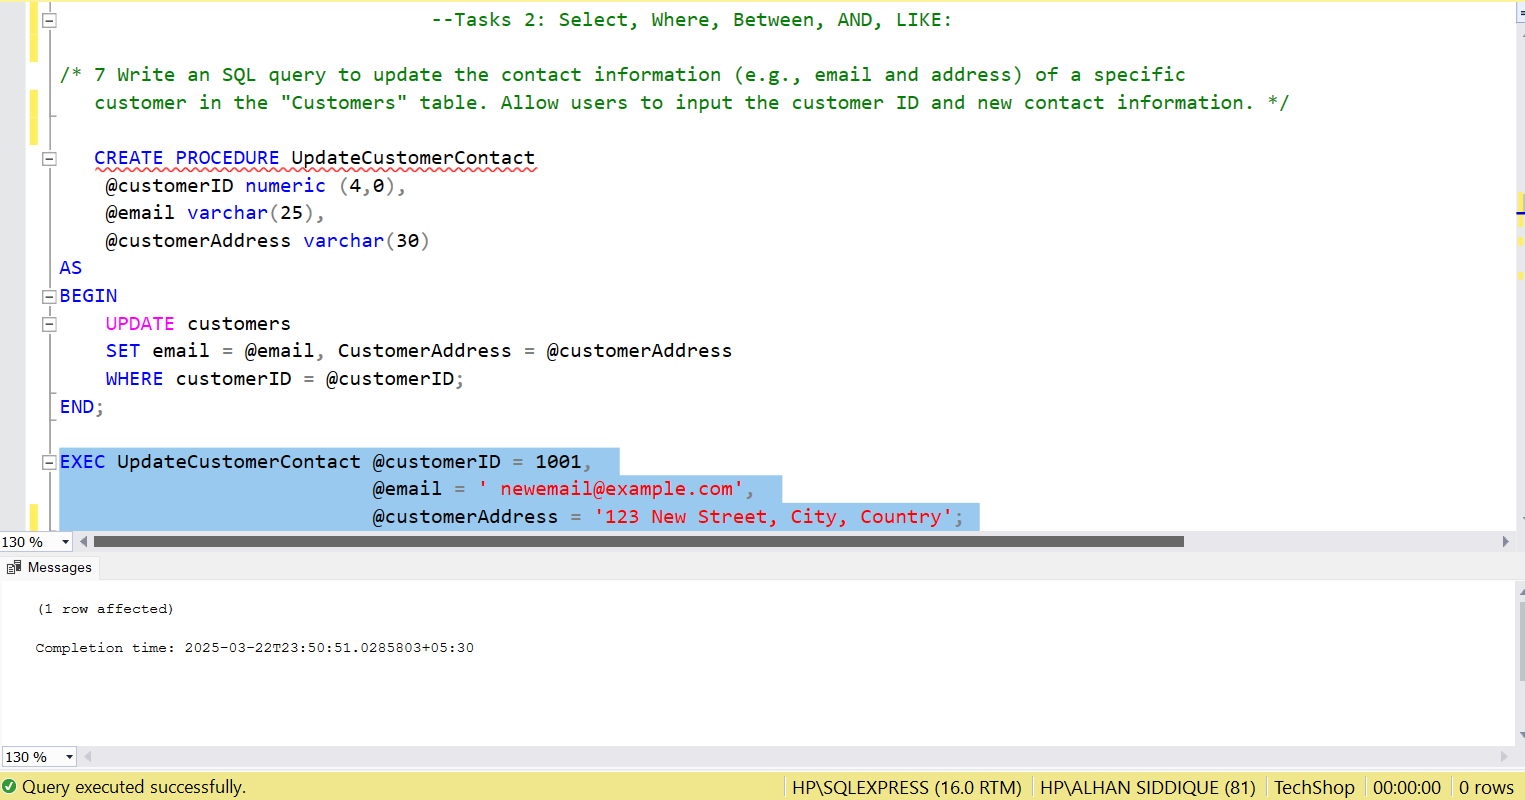 --Tasks 2: Select, Where, Between, AND, LIKE:
/* 7 Write an SQL query to update the contact information (e.g., email and address) of a specific
customer in the "Customers" table. Allow users to input the customer ID and new contact information. */
CREATE PROCEDURE UpdateCustomerContact
@customerID numeric (4,0),
@email varchar(25),
@customerAddress varchar(30)
AS
BEGIN
UPDATE customers
SET email = @email, CustomerAddress = @customerAddress
WHERE customerID = @customerID;
END;
EXEC UpdateCustomerContact @customerID = 1001,
@email = ' newemail@example.com',
@customerAddress = '123 New Street, City, Country';
130 %
Messages
(1 row affected)
Completion time: 2025-03-22T23:50:51.0285803+05:30
130 %
Query executed successfully.
HP\SQLEXPRESS (16.0 RTM)
HP\ALHAN SIDDIQUE (81)
TechShop
00:00:00
0 rows